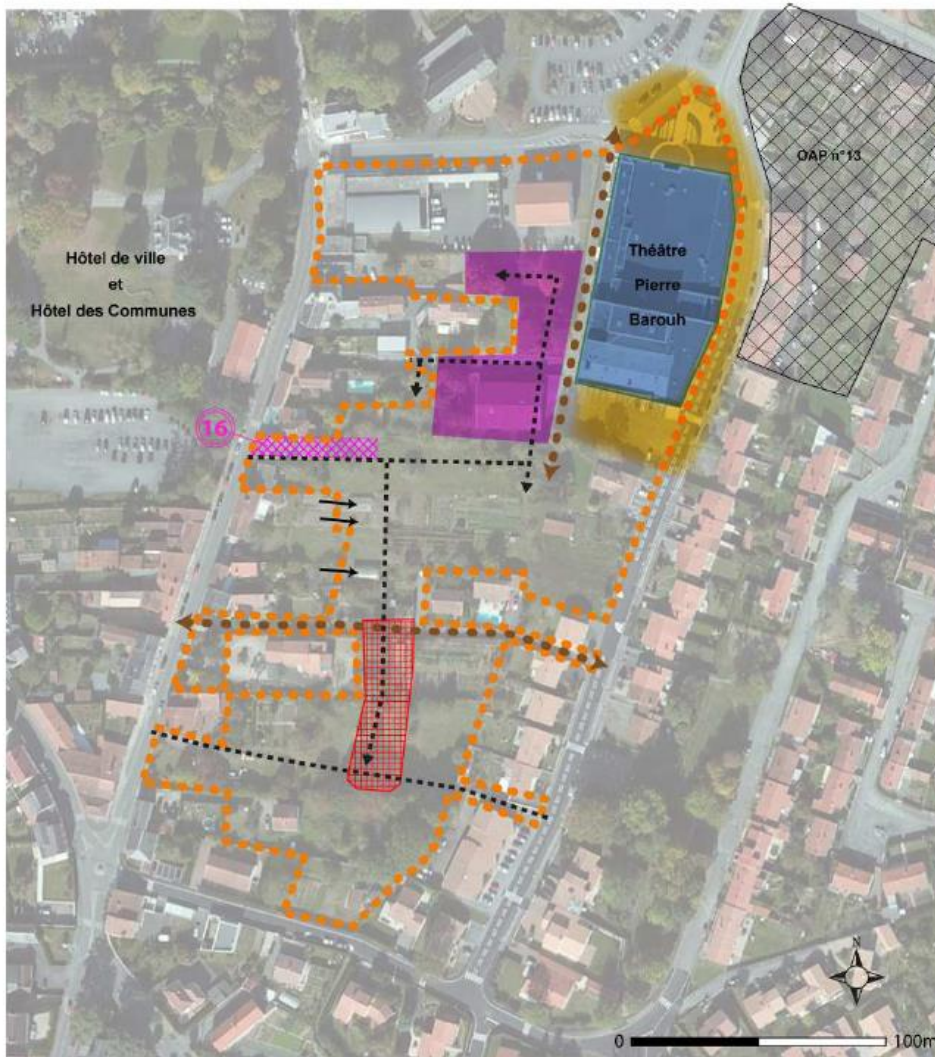 OAP n°13
Théâtre
Pierre
Barouh
Hôtel de ville
et
Hôtel des Communes
16
N
0 100m